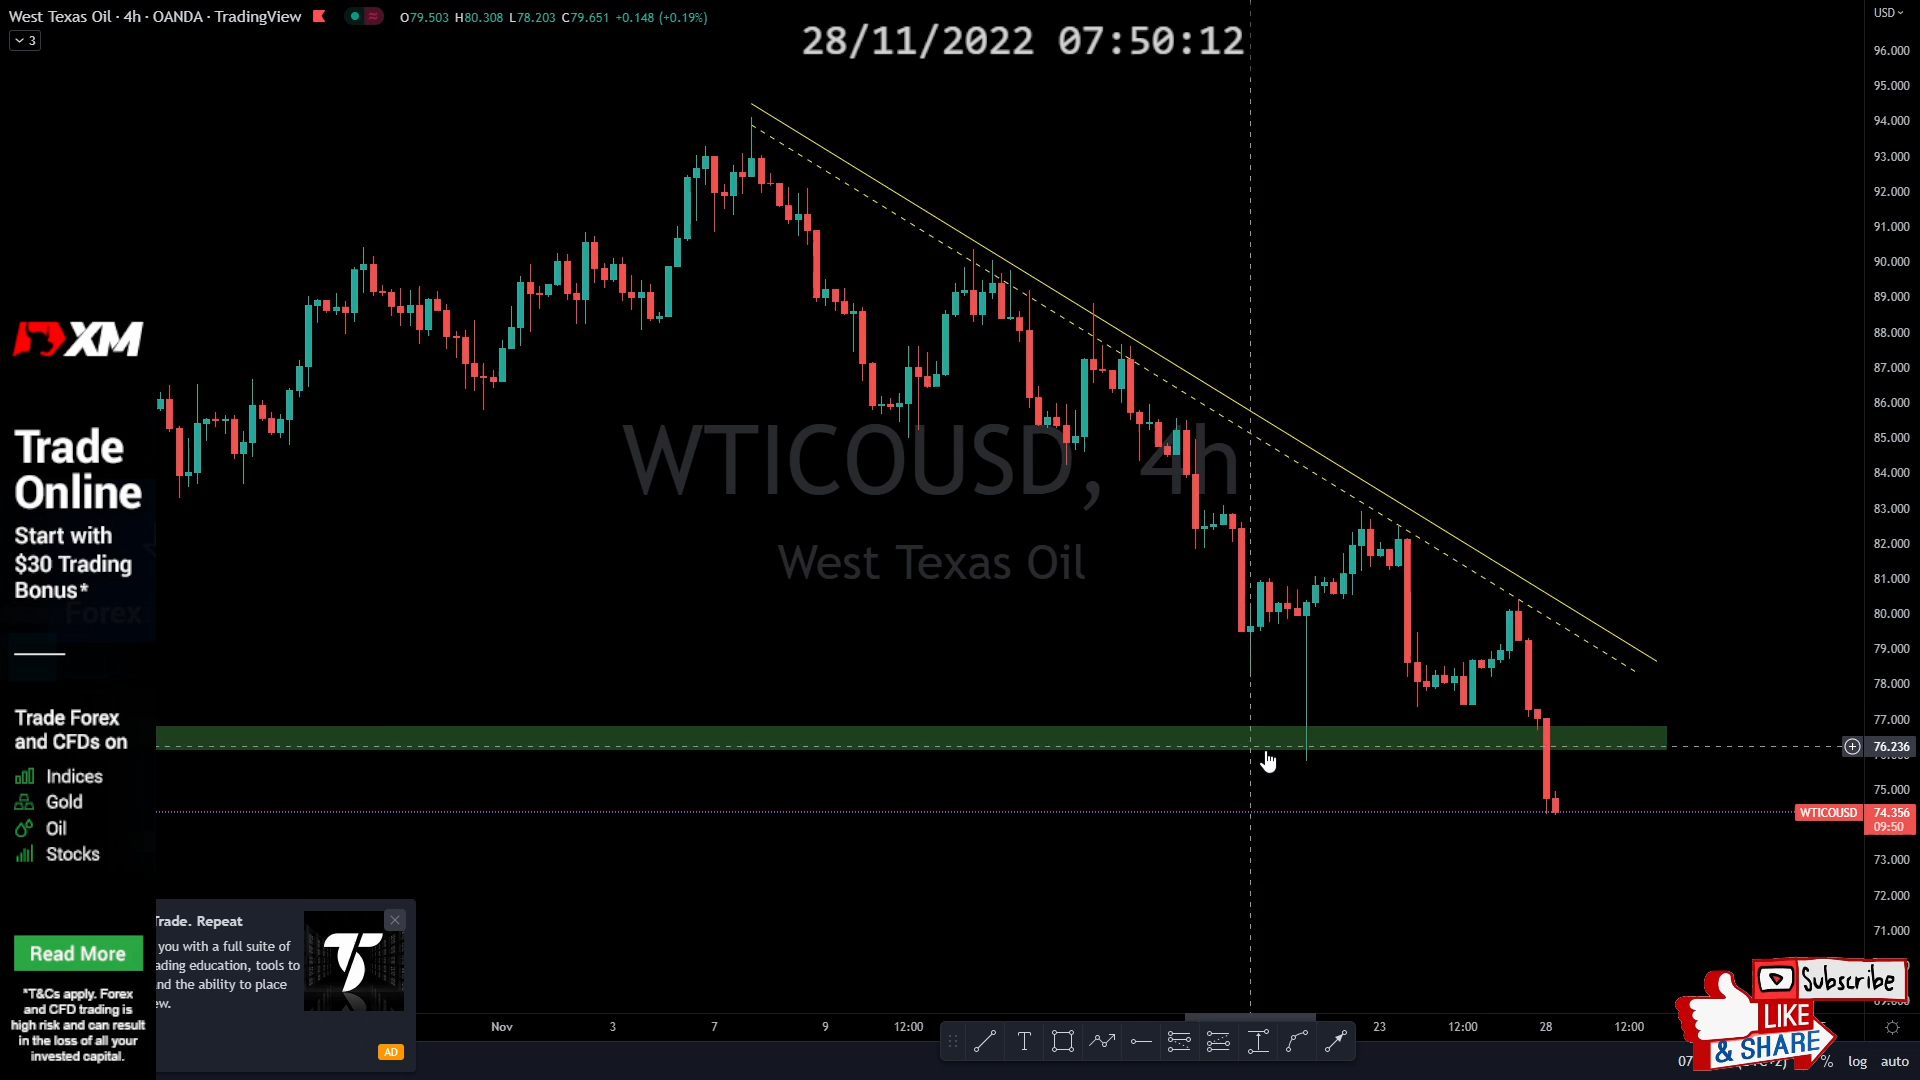 West Texas Oil · 4h · OANDA · TradingView
O79.503 H80.308 L78.203 C79.651 +0.148 (+0.19%)
3
28/11/2022 07:50:12
USD
96.000
95.000
94.000
93.000
92.000
91.000
90.000
89.000
88.000
87.000
86.000
85.000
84.000
83.000
82.000
81.000
80.000
79.000
78.000
77.000
76.236
75.000
WTICOUSD 74.356
09:50
73.000
72.000
71.000
WTICOUSD, 4h
West Texas Oil
XM
Trade
Online
Start with
$30 Trading
Bonus*
Forex
Trade Forex
and CFDs on
Indices
Gold
Oil
Stocks
Read More
*T&Cs apply. Forex
and CFD trading is
high risk and can result
in the loss of all your
invested capital.
Trade. Repeat
you with a full suite of
ading education, tools to
nd the ability to place
ew.
AD
Nov
3
7
9
12:00
23
12:00
28
12:00
T
Subscribe
LIKE
& SHARE
07
% log auto